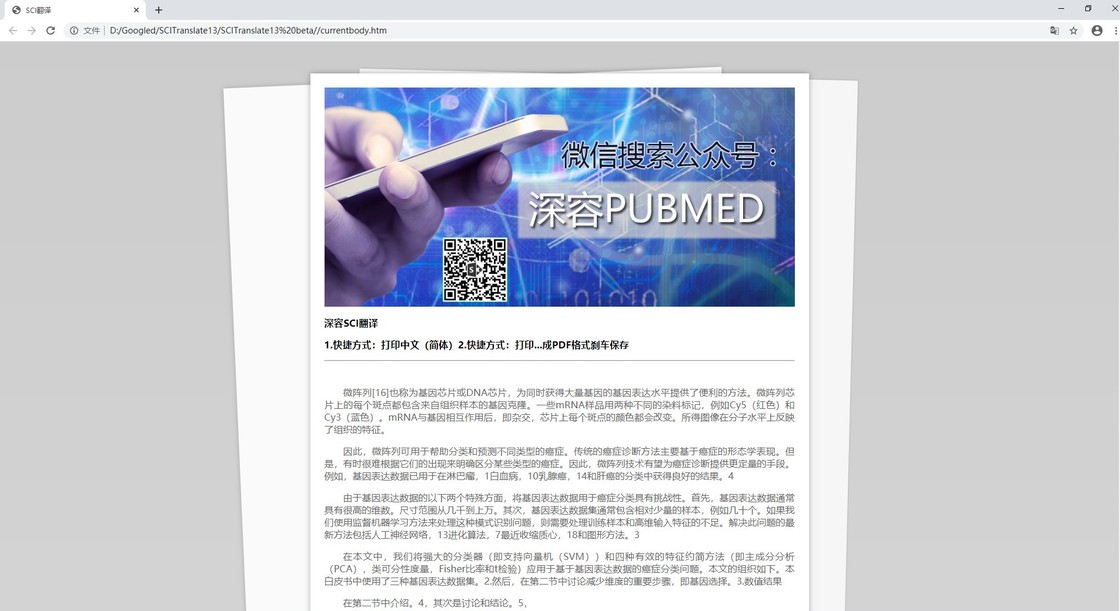 SCI翻译
文件
D:/Googled/SCITranslate13/SCITranslate13%20beta//currentbody.htm
微信搜索公众号：
深容PUBMED
深容SCI翻译
1.快捷方式：打印中文（简体）2.快捷方式：打印...成PDF格式刹车保存
微阵列[16]也称为基因芯片或DNA芯片，为同时获得大量基因的基因表达水平提供了便利的方法。微阵列芯
片上的每个斑点都包含来自组织样本的基因克隆。一些mRNA样品用两种不同的染料标记，例如Cy5（红色）和
Cy3（蓝色）。mRNA与基因相互作用后，即杂交，芯片上每个斑点的颜色都会改变。所得图像在分子水平上反映
了组织的特征。
因此，微阵列可用于帮助分类和预测不同类型的癌症。传统的癌症诊断方法主要基于癌症的形态学表现。但
是，有时很难根据它们的出现来明确区分某些类型的癌症。因此，微阵列技术有望为癌症诊断提供更定量的手段。
例如，基因表达数据已用于在淋巴瘤，1白血病，10乳腺癌，14和肝癌的分类中获得良好的结果。4
由于基因表达数据的以下两个特殊方面，将基因表达数据用于癌症分类具有挑战性。首先，基因表达数据通常
具有很高的维数。尺寸范围从几千到上万。其次，基因表达数据集通常包含相对少量的样本，例如几十个。如果我
们使用监督机器学习方法来处理这种模式识别问题，则需要处理训练样本和高维输入特征的不足。解决此问题的最
新方法包括人工神经网络，13进化算法，7最近收缩质心，18和图形方法。3
在本文中，我们将强大的分类器（即支持向量机（SVM））和四种有效的特征约简方法（即主成分分析
（PCA），类可分性度量，Fisher比率和t检验）应用于基于基因表达数据的癌症分类问题。本文的组织如下。本
白皮书中使用了三种基因表达数据集。2.然后，在第二节中讨论减少维度的重要步骤，即基因选择。3.数值结果
在第二节中介绍。4，其次是讨论和结论。5，